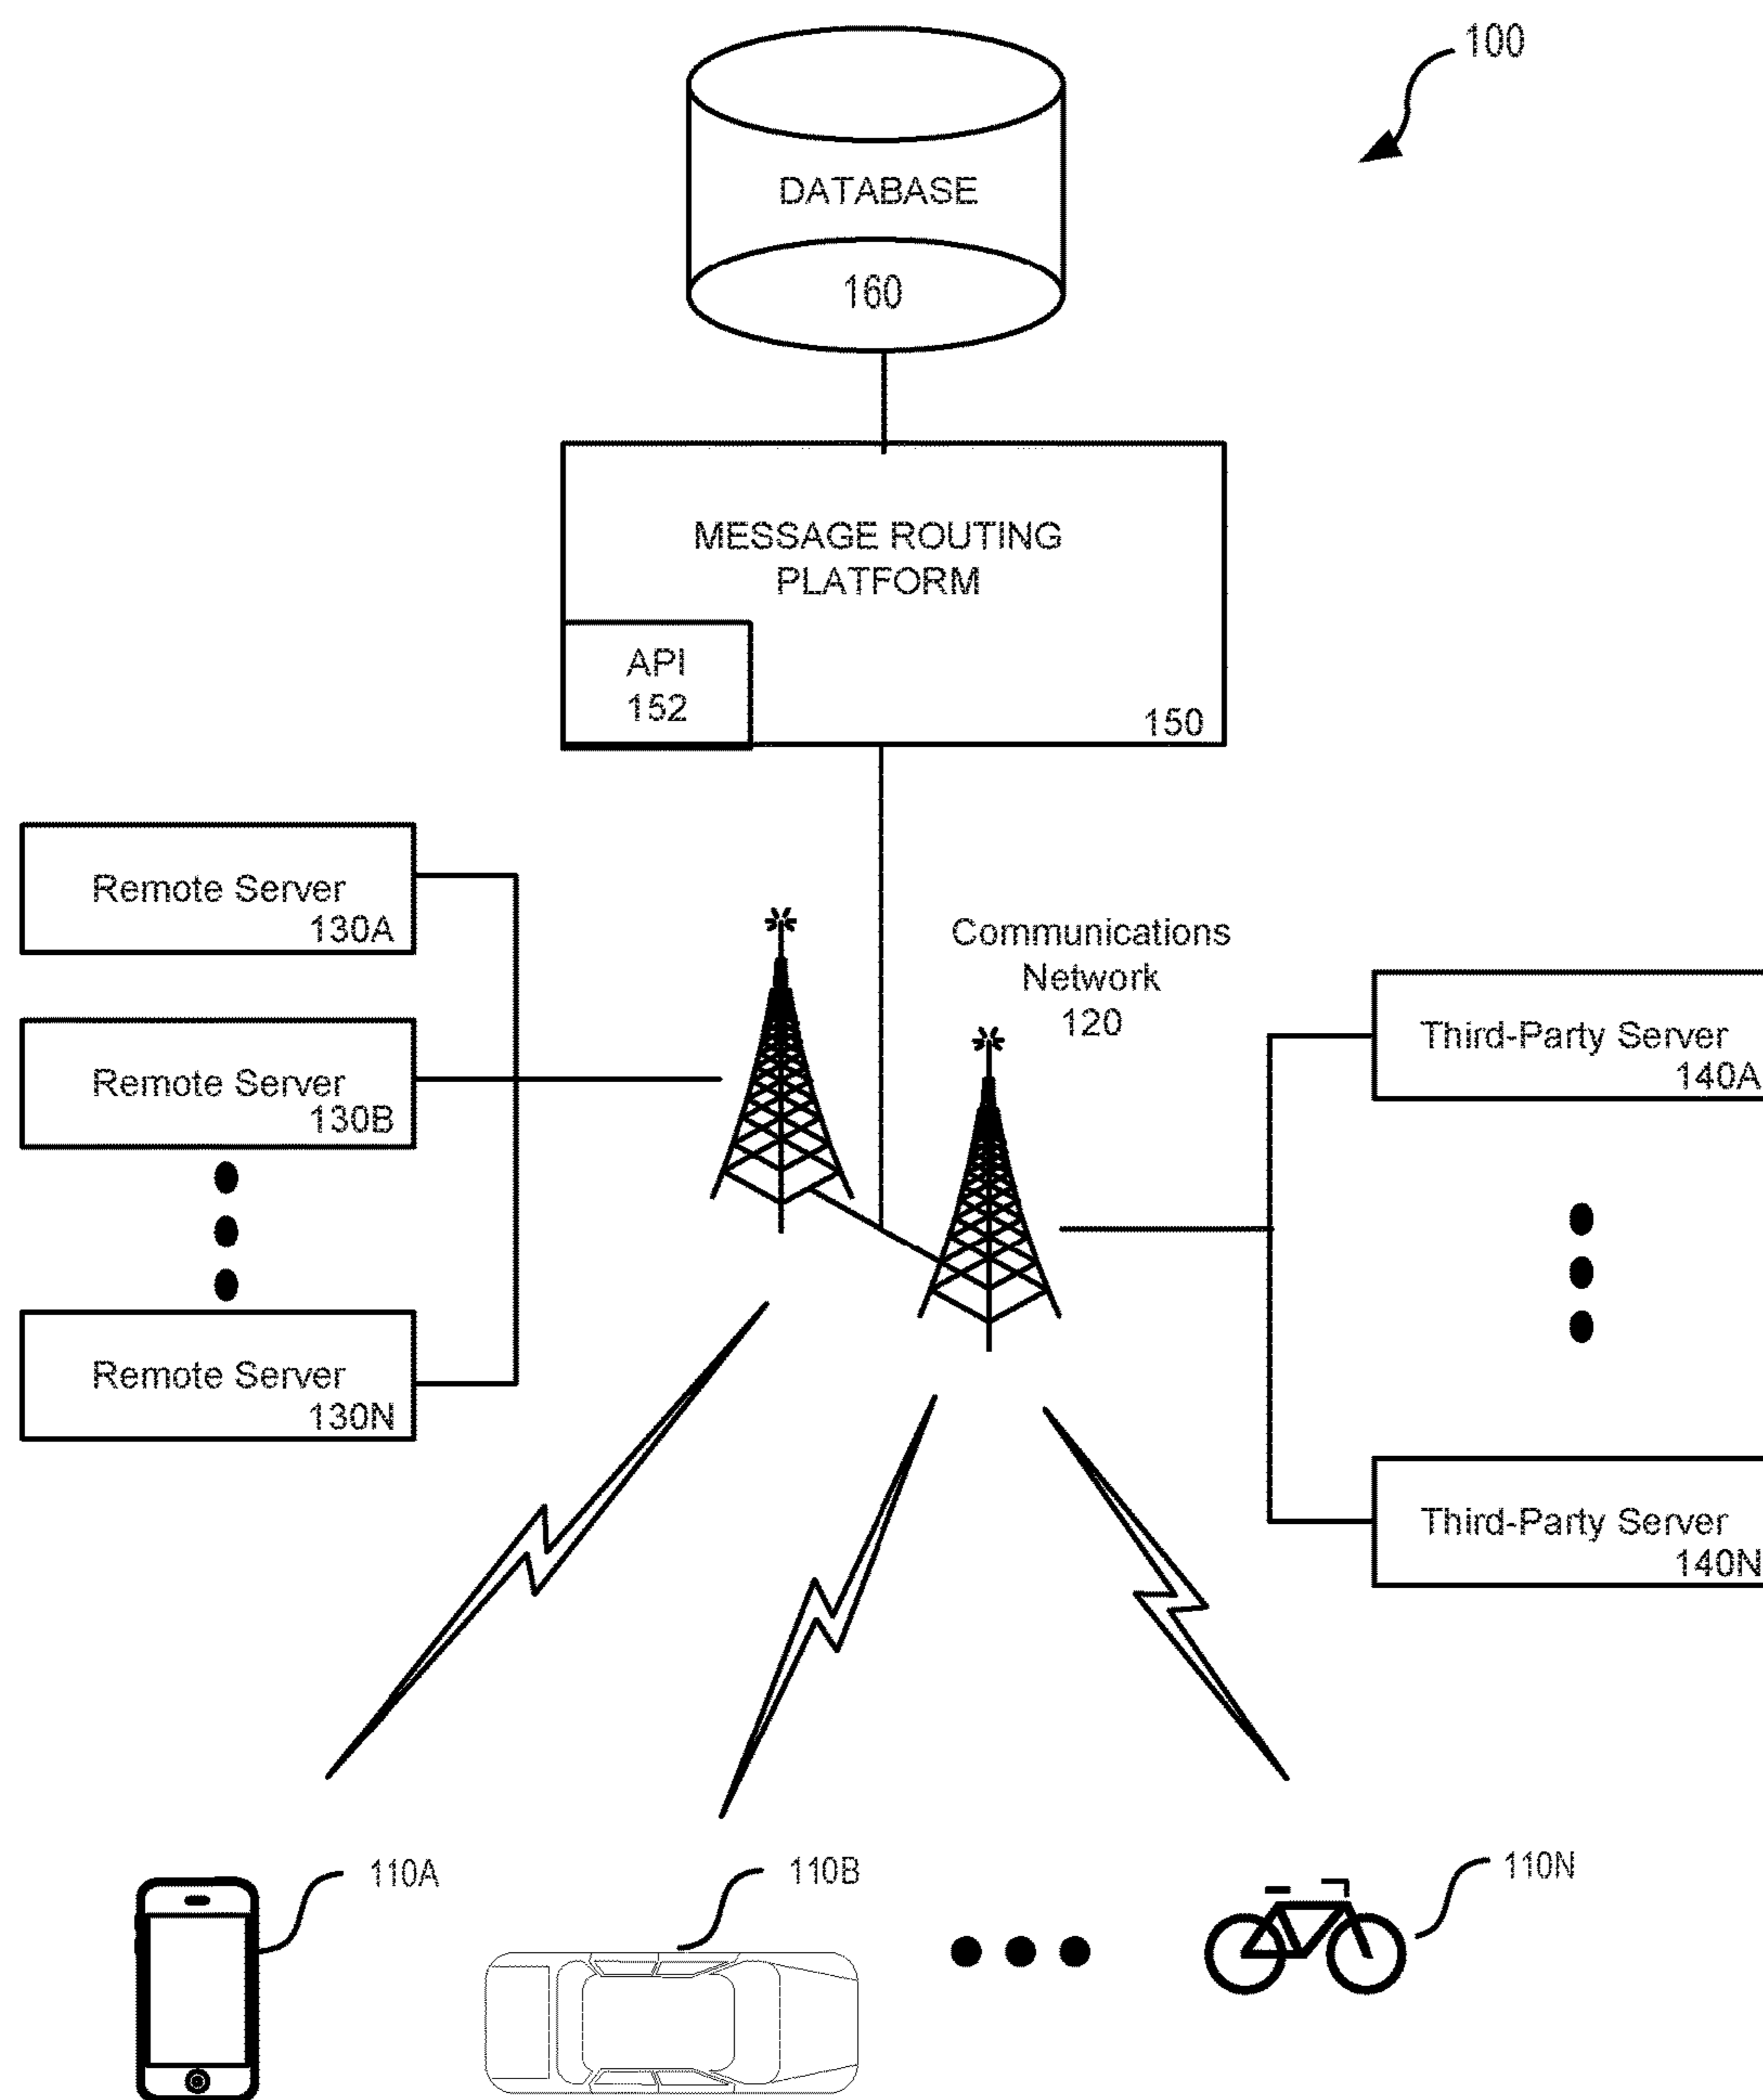 100
DATABASE
160
MESSAGE ROUTING
PLATFORM
API
152
150
Remote Server
130A
Communications
Network
120
Remote Server
130B
Third-Party Server
140A
Remote Server
130N
Third-Party Server
140N
110A
110B
110N